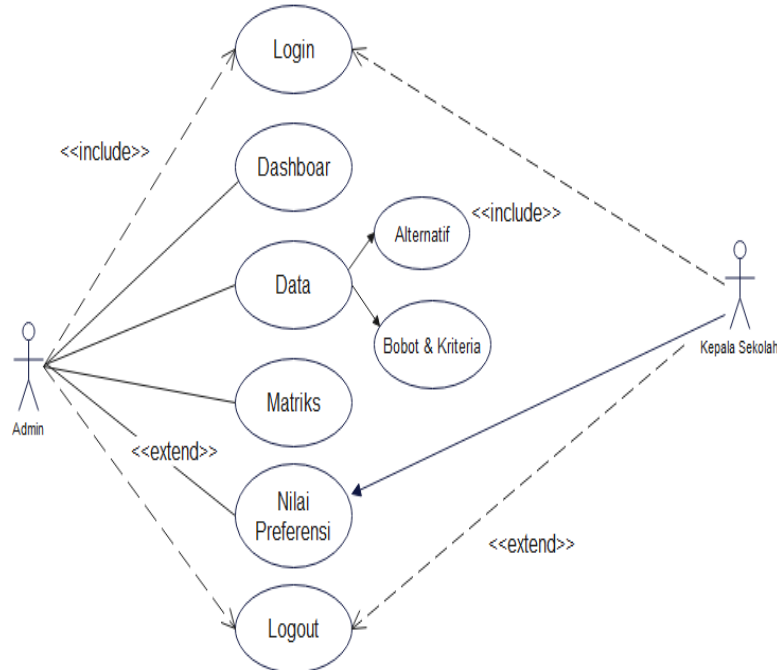 Login
<<include>>
Dashboar
Alternatif
<<include>>
Data
Bobot & Kriteria
Kepala Sekolah
Admin
Matriks
<<extend>>
Nilai
Preferensi
<<extend>>
Logout